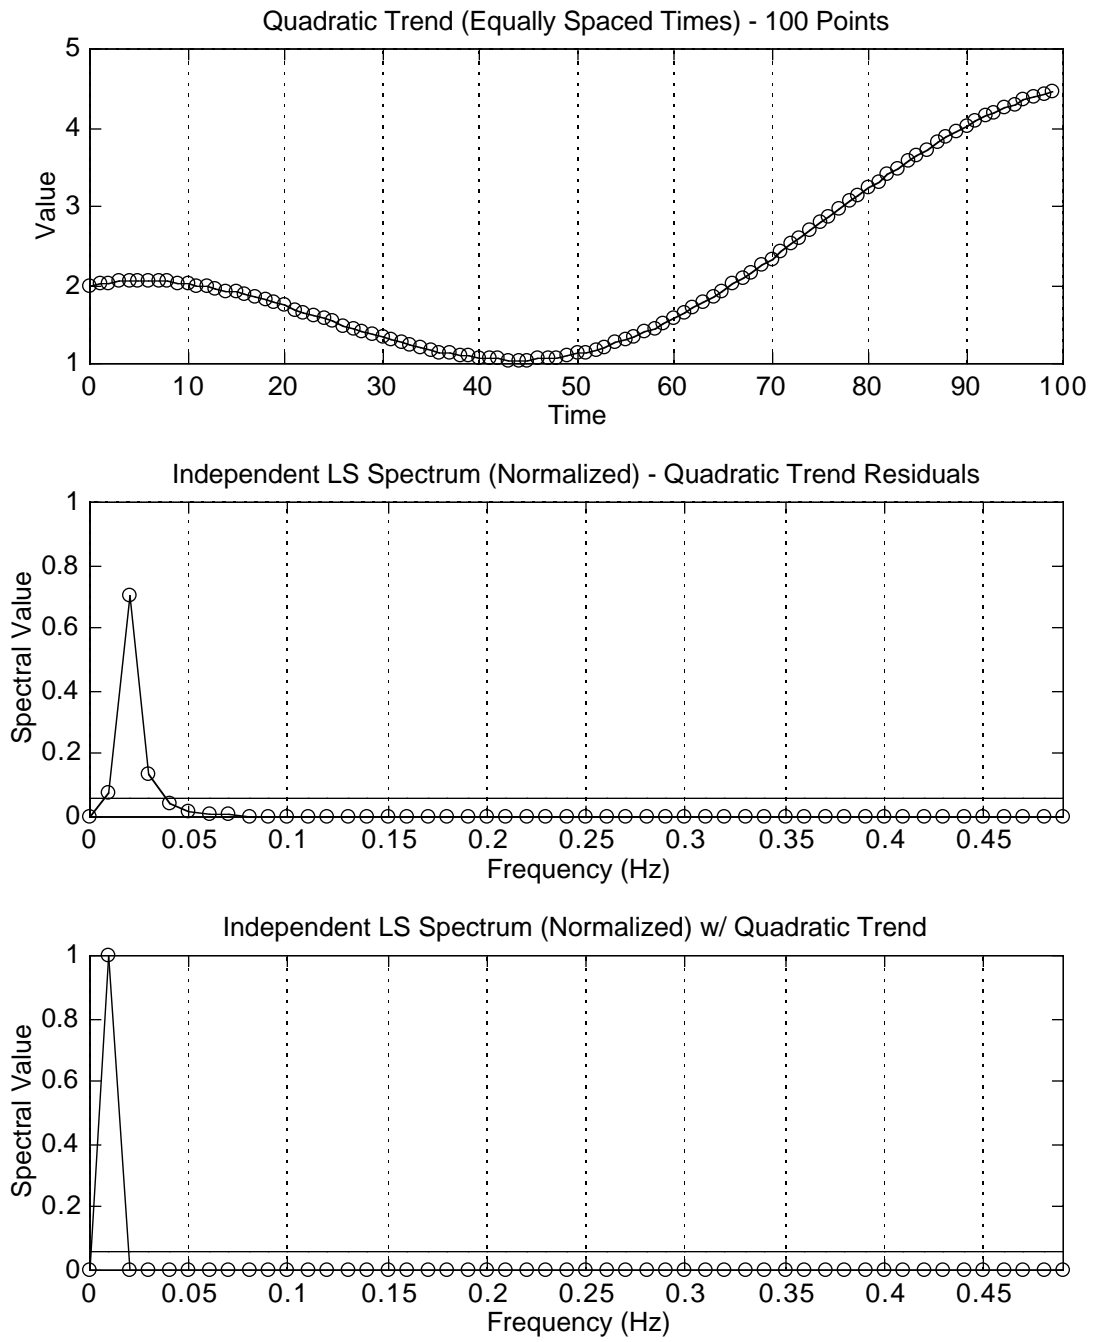 Quadratic Trend (Equally Spaced Times) - 100 Points
5
4
3
2
1
Value
0 10 20 30 40 50 60 70 80 90 100
Time
Independent LS Spectrum (Normalized) - Quadratic Trend Residuals
1
0.8
0.6
0.4
0.2
0
Spectral Value
0 0.05 0.1 0.15 0.2 0.25 0.3 0.35 0.4 0.45
Frequency (Hz)
Independent LS Spectrum (Normalized) w/ Quadratic Trend
1
0.8
0.6
0.4
0.2
0
Spectral Value
0 0.05 0.1 0.15 0.2 0.25 0.3 0.35 0.4 0.45
Frequency (Hz)